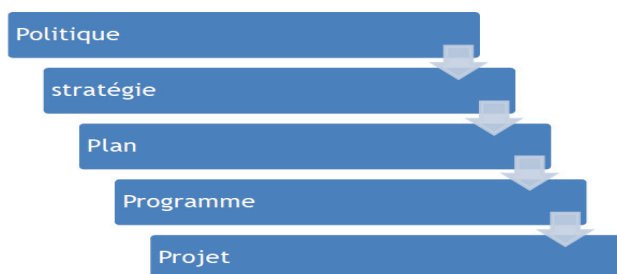 Politique
stratégie
Plan
Programme
Projet